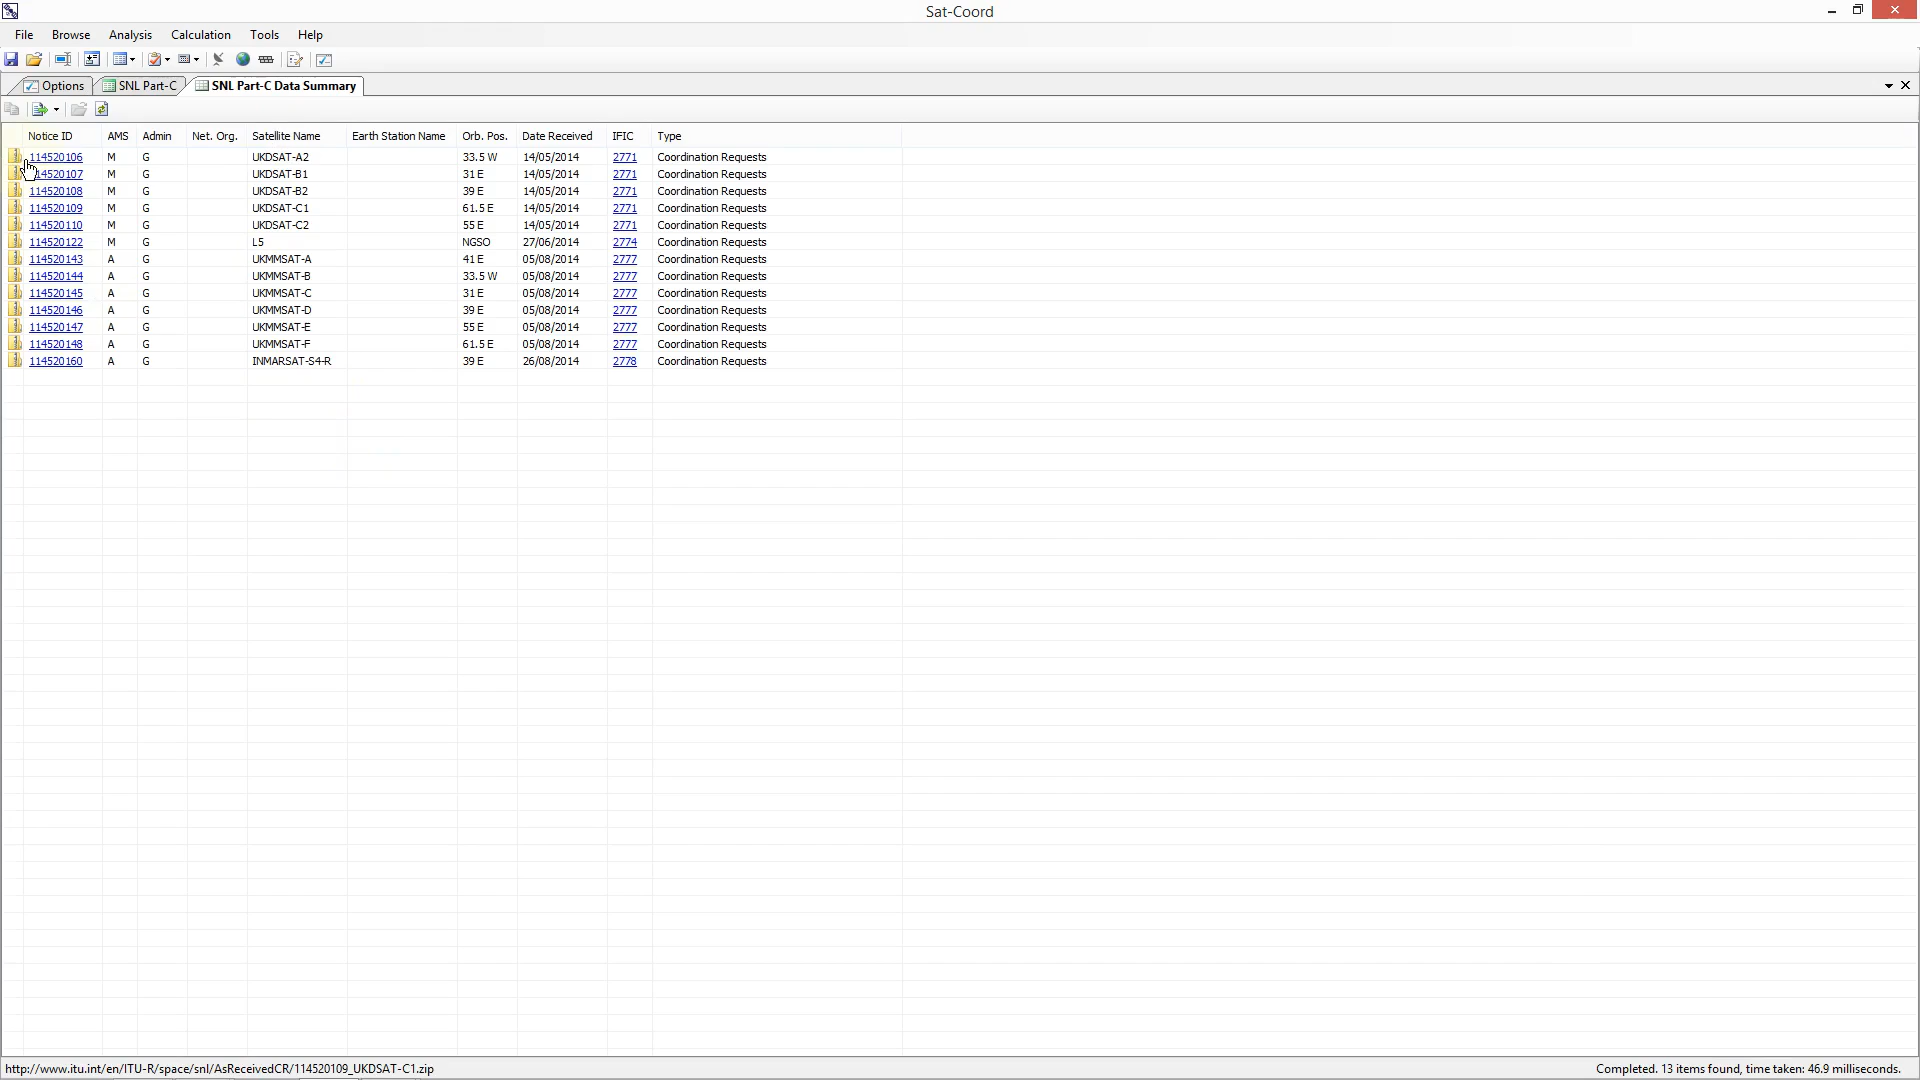 Sat-Coord
File Browse Analysis Calculation Tools Help
Options SNL Part-C SNL Part-C Data Summary
Notice ID AMS Admin Net. Org. Satellite Name Earth Station Name Orb. Pos. Date Received IFIC Type
114520106 M G UKDSAT-A2 33.5 W 14/05/2014 2771 Coordination Requests
114520107 M G UKDSAT-B1 31 E 14/05/2014 2771 Coordination Requests
114520108 M G UKDSAT-B2 39 E 14/05/2014 2771 Coordination Requests
114520109 M G UKDSAT-C1 61.5 E 14/05/2014 2771 Coordination Requests
114520110 M G UKDSAT-C2 55 E 14/05/2014 2771 Coordination Requests
114520122 M G L5 NGSO 27/06/2014 2774 Coordination Requests
114520143 A G UKMMSAT-A 41 E 05/08/2014 2777 Coordination Requests
114520144 A G UKMMSAT-B 33.5 W 05/08/2014 2777 Coordination Requests
114520145 A G UKMMSAT-C 31 E 05/08/2014 2777 Coordination Requests
114520146 A G UKMMSAT-D 39 E 05/08/2014 2777 Coordination Requests
114520147 A G UKMMSAT-E 55 E 05/08/2014 2777 Coordination Requests
114520148 A G UKMMSAT-F 61.5 E 05/08/2014 2777 Coordination Requests
114520160 A G INMARSAT-S4-R 39 E 26/08/2014 2778 Coordination Requests
http://www.itu.int/en/ITU-R/space/snl/AsReceivedCR/114520109_UKDSAT-C1.zip Completed. 13 items found, time taken: 46.9 milliseconds.